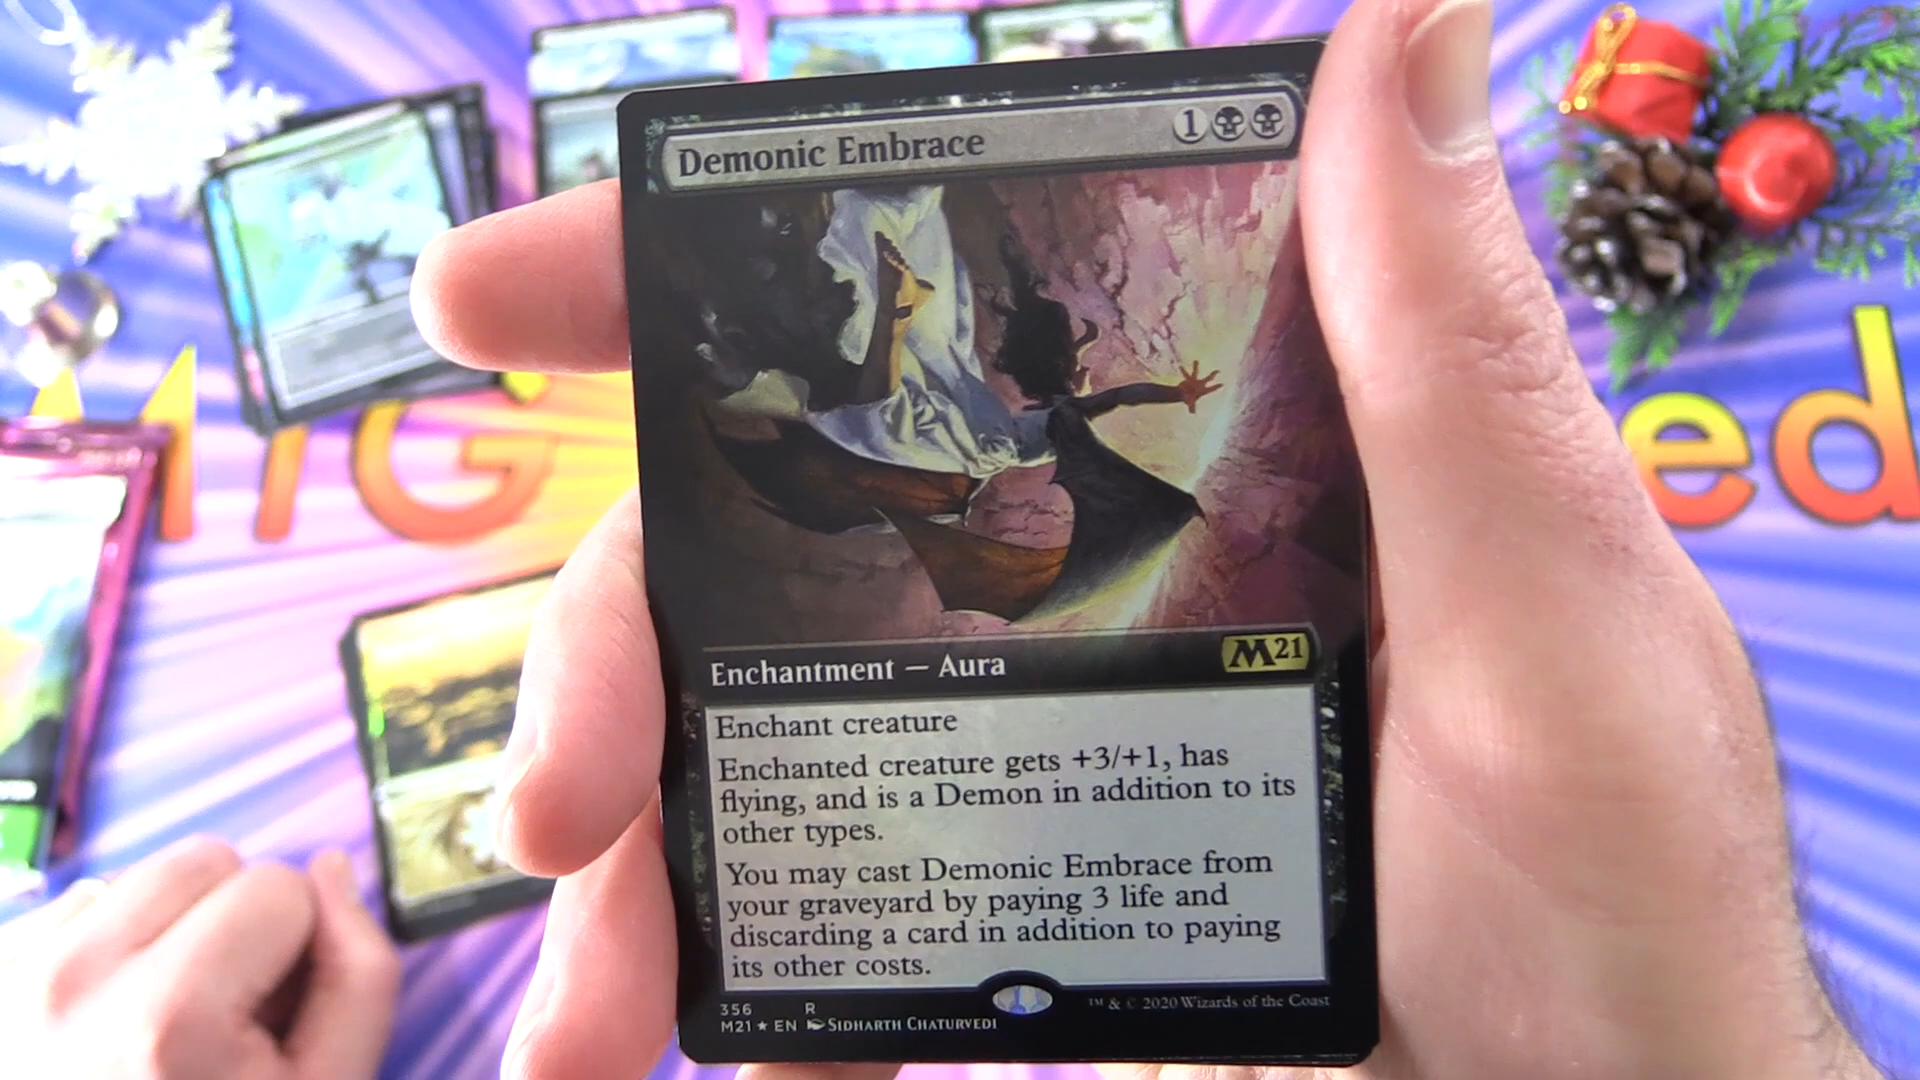 Demonic Embrace 1
Enchantment — Aura M21
Enchant creature
Enchanted creature gets +3/+1, has
flying, and is a Demon in addition to its
other types.
You may cast Demonic Embrace from
your graveyard by paying 3 life and
discarding a card in addition to paying
its other costs.
356 R
M21 ★ EN Sidharth Chaturvedi
™ & © 2020 Wizards of the Coast
MTG
ed